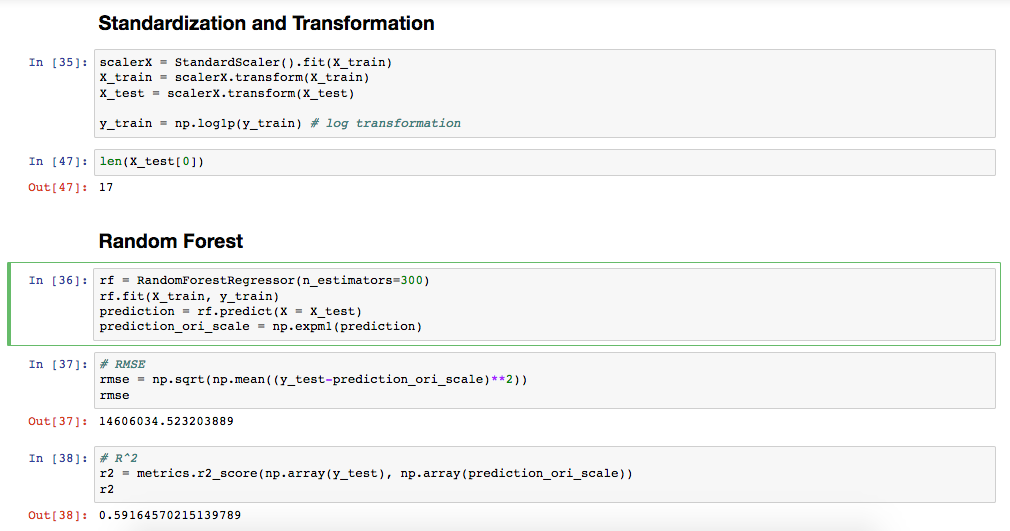 Standardization and Transformation
In [35]: scalerX = StandardScaler().fit(X_train)
X_train = scalerX.transform(X_train)
X_test = scalerX.transform(X_test)
y_train = np.log1p(y_train) # log transformation
In [47]: len(X_test[0])
Out[47]: 17
Random Forest
In [36]: rf = RandomForestRegressor(n_estimators=300)
rf.fit(X_train, y_train)
prediction = rf.predict(X = X_test)
prediction_ori_scale = np.expm1(prediction)
In [37]: # RMSE
rmse = np.sqrt(np.mean((y_test-prediction_ori_scale)**2))
rmse
Out[37]: 14606034.523203889
In [38]: # R^2
r2 = metrics.r2_score(np.array(y_test), np.array(prediction_ori_scale))
r2
Out[38]: 0.59164570215139789